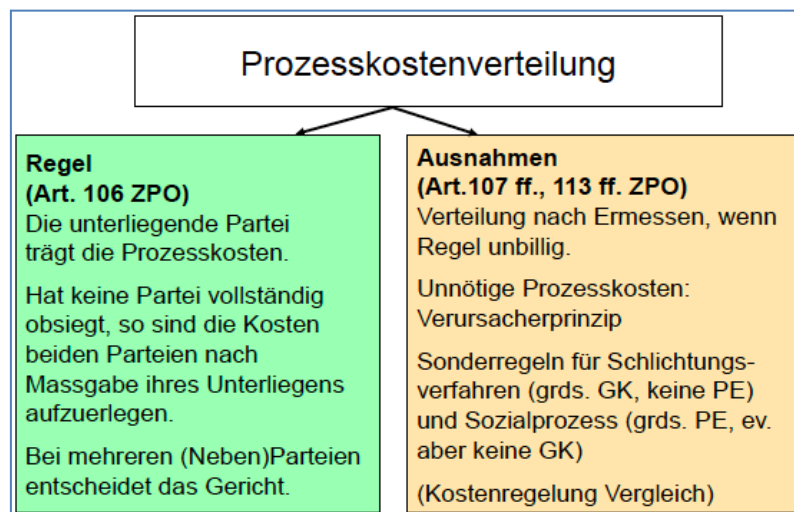 Prozesskostenverteilung
Regel
(Art. 106 ZPO)
Die unterliegende Partei
trägt die Prozesskosten.
Hat keine Partei vollständig
obsiegt, so sind die Kosten
beiden Parteien nach
Massgabe ihres Unterliegens
aufzuerlegen.
Bei mehreren (Neben)Parteien
entscheidet das Gericht.
Ausnahmen
(Art.107 ff., 113 ff. ZPO)
Verteilung nach Ermessen, wenn
Regel unbillig.
Unnötige Prozesskosten:
Verursacherprinzip
Sonderregeln für Schlichtungs-
verfahren (grds. GK, keine PE)
und Sozialprozess (grds. PE, ev.
aber keine GK)
(Kostenregelung Vergleich)